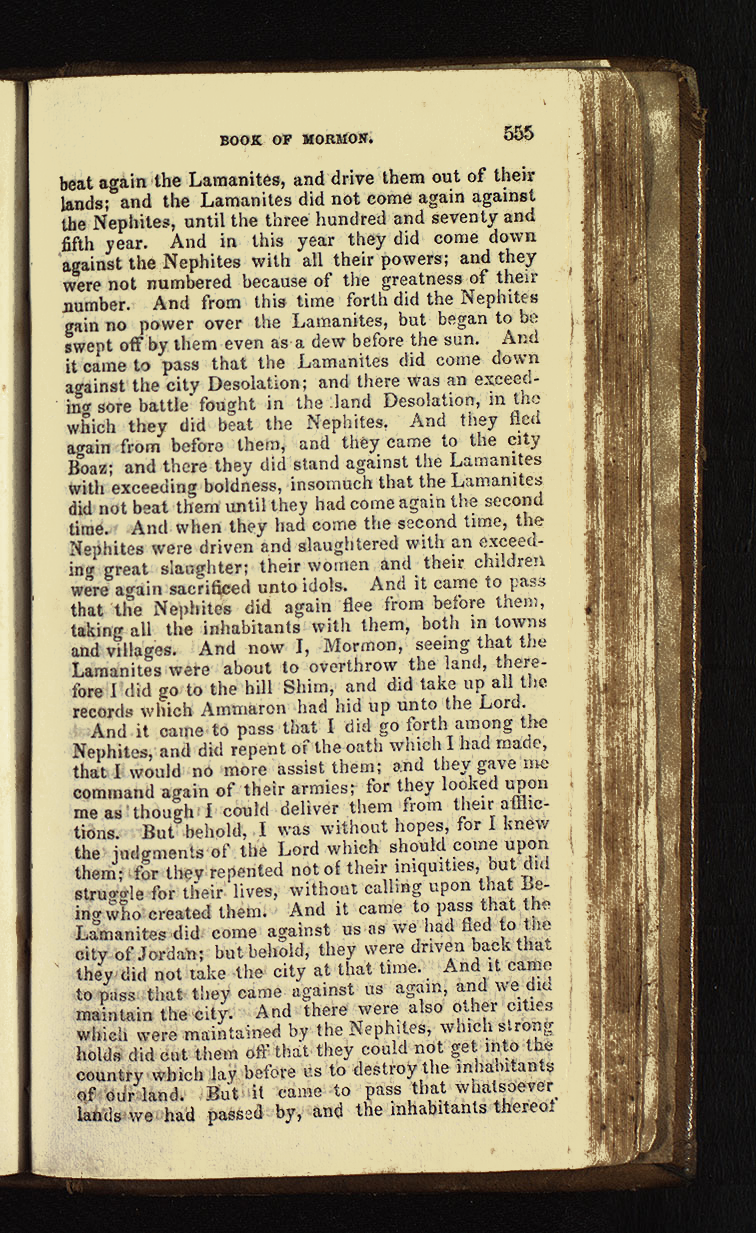 BOOK OF MORMON. 555
beat again the Lamanites, and drive them out of their
lands; and the Lamanites did not come again against
the Nephites, until the three hundred and seventy and
fifth year. And in this year they did come down
against the Nephites with all their powers; and they
were not numbered because of the greatness of their
number. And from this time forth did the Nephites
gain no power over the Lamanites, but began to be
swept off by them even as a dew before the sun. And
it came to pass that the Lamanites did come down
against the city Desolation; and there was an exceed-
ing sore battle fought in the land Desolation, in the
which they did beat the Nephites. And they fled
again from before them, and they came to the city
Boaz; and there they did stand against the Lamanites
with exceeding boldness, insomuch that the Lamanites
did not beat them until they had come again the second
time. And when they had come the second time, the
Nephites were driven and slaughtered with an exceed-
ing great slaughter; their women and their children
were again sacrificed unto idols. And it came to pass
that the Nephites did again flee from before them,
taking all the inhabitants with them, both in towns
and villages. And now I, Mormon, seeing that the
Lamanites were about to overthrow the land, there-
fore I did go to the hill Shim, and did take up all the
records which Ammaron had hid up unto the Lord.
And it came to pass that I did go forth among the
Nephites, and did repent of the oath which I had made,
that I would no more assist them; and they gave me
command again of their armies; for they looked upon
me as though I could deliver them from their afflic-
tions. But behold, I was without hopes, for I knew
the judgments of the Lord which should come upon
them; for they repented not of their iniquities, but did
struggle for their lives, without calling upon that Be-
ing who created them. And it came to pass that the
Lamanites did come against us as we had fled to the
city of Jordan; but behold, they were driven back that
they did not take the city at that time. And it came
to pass that they came against us again, and we did
maintain the city. And there were also other cities
which were maintained by the Nephites, which strong
holds did cut them off that they could not get into the
country which lay before us to destroy the inhabitants
of our land. But it came to pass that whatsoever
lands we had passed by, and the inhabitants thereof